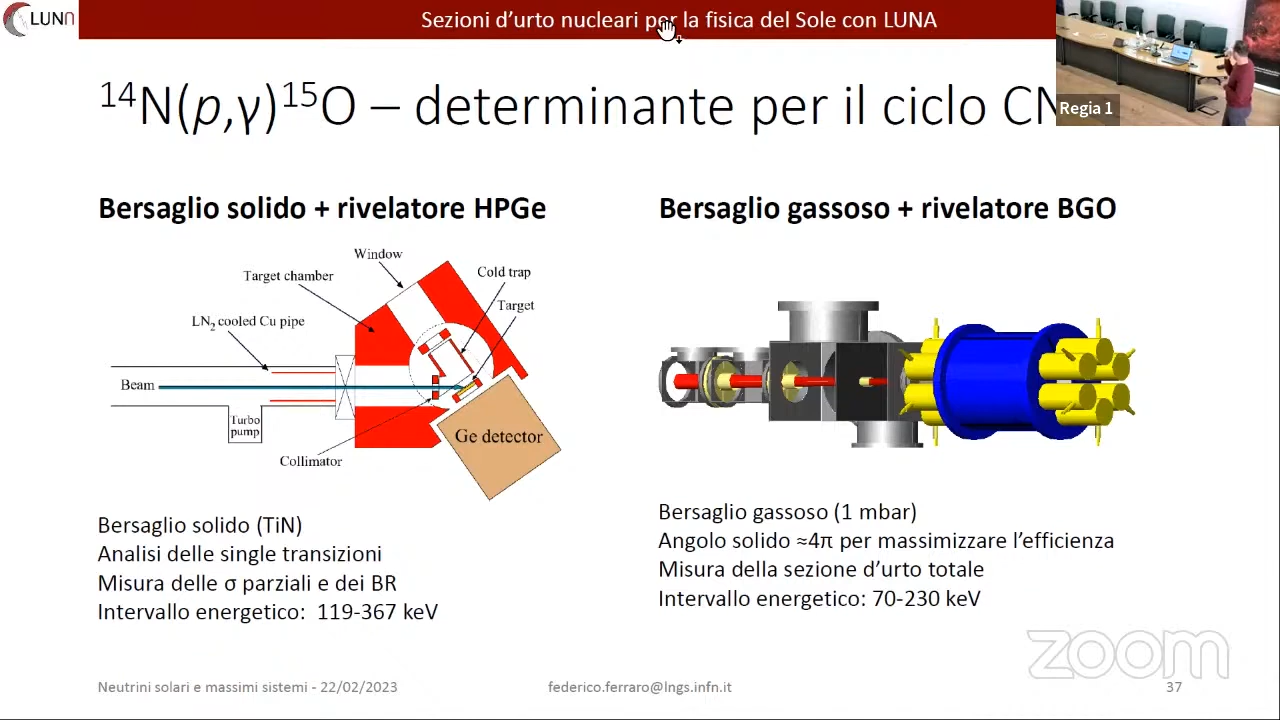 LUNA
Sezioni d'urto nucleari per la fisica del Sole con LUNA
Regia 1
¹⁴N(p,γ)¹⁵O – determinante per il ciclo CN
Bersaglio solido + rivelatore HPGe
Window
Cold trap
Target chamber
Target
LN₂ cooled Cu pipe
Beam
Turbo
pump
Ge detector
Collimator
Bersaglio solido (TiN)
Analisi delle single transizioni
Misura delle σ parziali e dei BR
Intervallo energetico: 119-367 keV
Bersaglio gassoso + rivelatore BGO
Bersaglio gassoso (1 mbar)
Angolo solido ≈4π per massimizzare l'efficienza
Misura della sezione d'urto totale
Intervallo energetico: 70-230 keV
zoom
Neutrini solari e massimi sistemi - 22/02/2023
federico.ferraro@lngs.infn.it
37